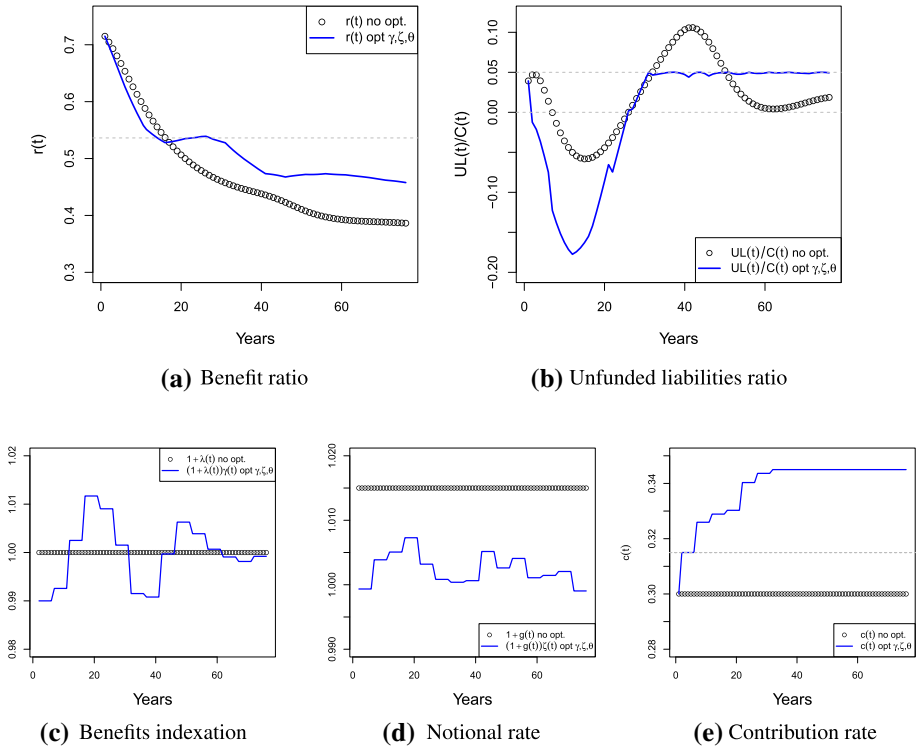 r(t) no opt.
r(t) opt γ,ζ,θ
r(t)
0.3 0.4 0.5 0.6 0.7
0 20 40 60
Years
(a) Benefit ratio
UL(t)/C(t) no opt.
UL(t)/C(t) opt γ,ζ,θ
UL(t)/C(t)
−0.20 −0.10 0.00 0.05 0.10
0 20 40 60
Years
(b) Unfunded liabilities ratio
1+λ(t) no opt.
(1+λ(t))γ(t) opt γ,ζ,θ
0.98 0.99 1.00 1.01 1.02
0 20 40 60
Years
(c) Benefits indexation
1+g(t) no opt.
(1+g(t))ζ(t) opt γ,ζ,θ
0.990 1.000 1.010 1.020
0 20 40 60
Years
(d) Notional rate
c(t) no opt.
c(t) opt γ,ζ,θ
c(t)
0.28 0.30 0.32 0.34
0 20 40 60
Years
(e) Contribution rate